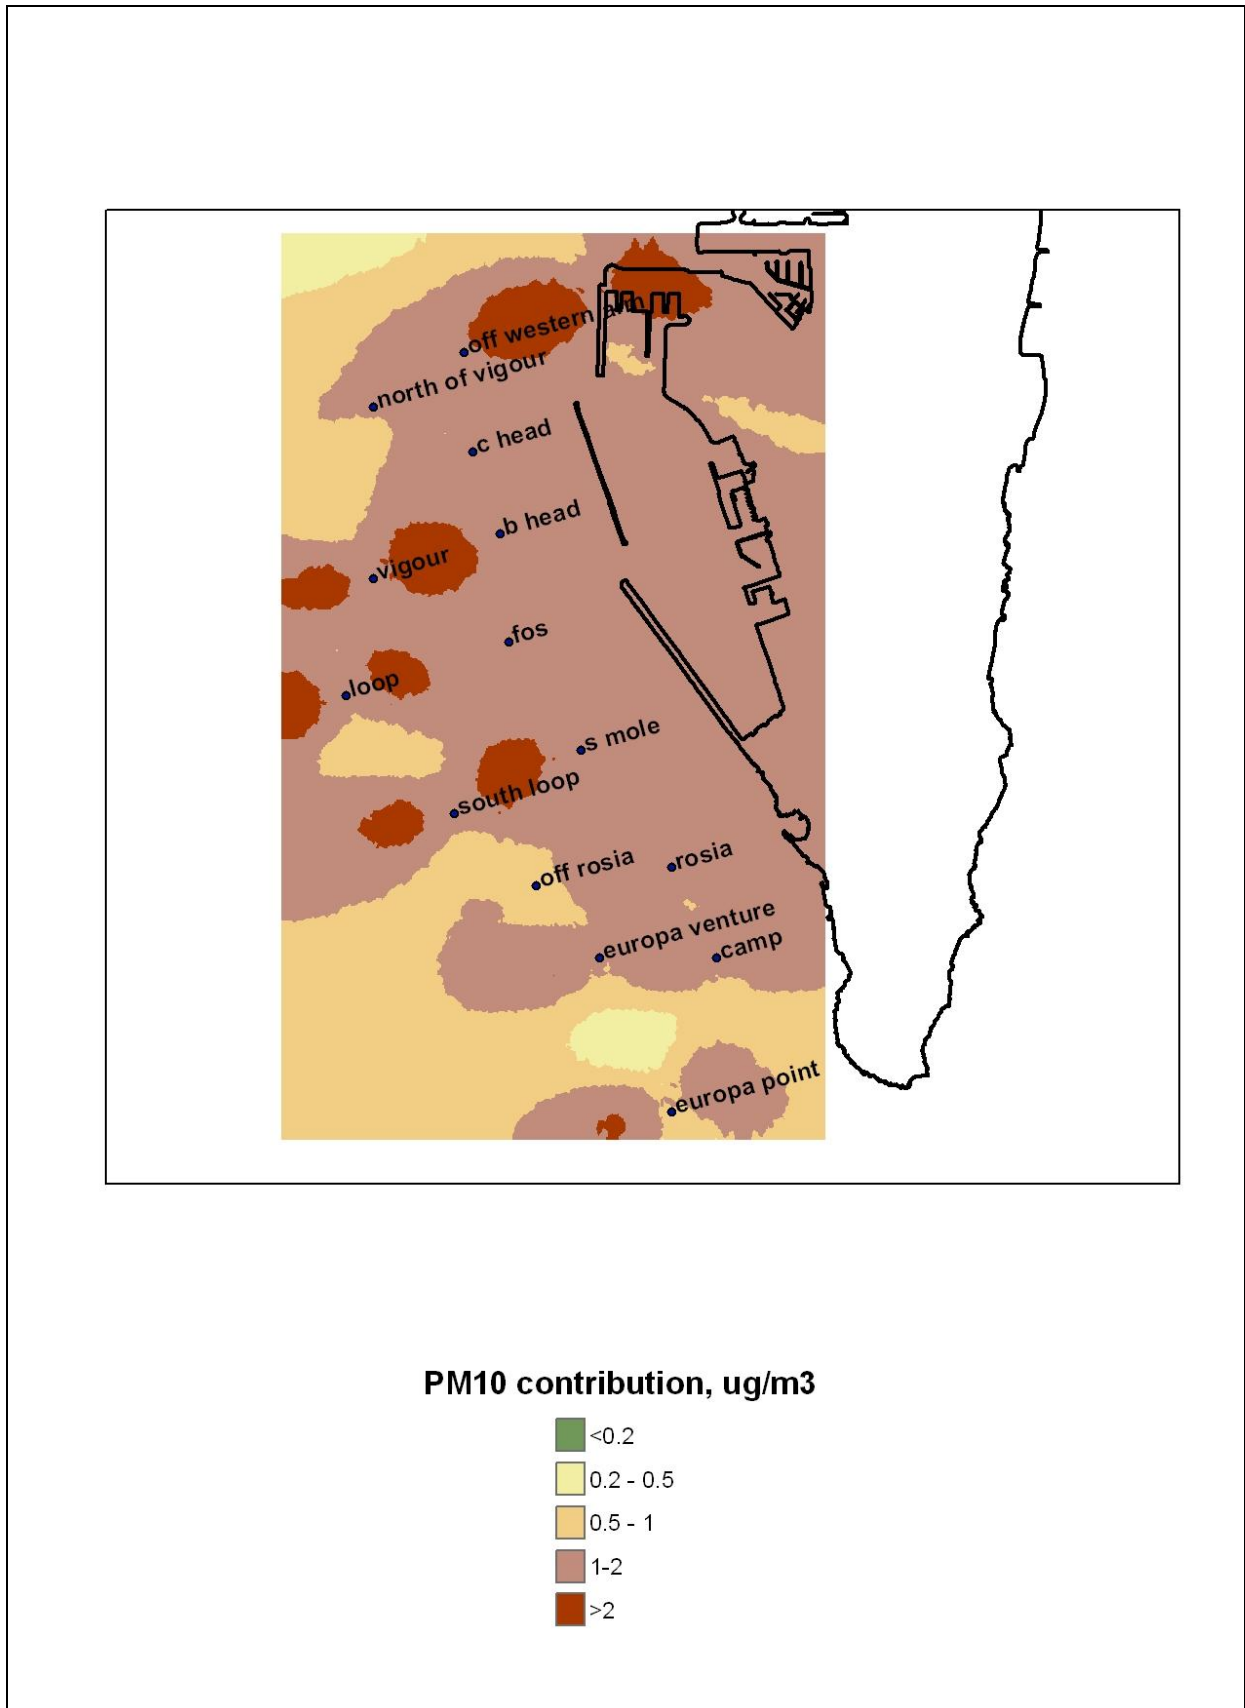 off western arm
north of vigour
c head
b head
vigour
fos
loop
s mole
south loop
off rosia
rosia
europa venture
camp
europa point
PM10 contribution, ug/m3
<0.2
0.2 - 0.5
0.5 - 1
1-2
>2